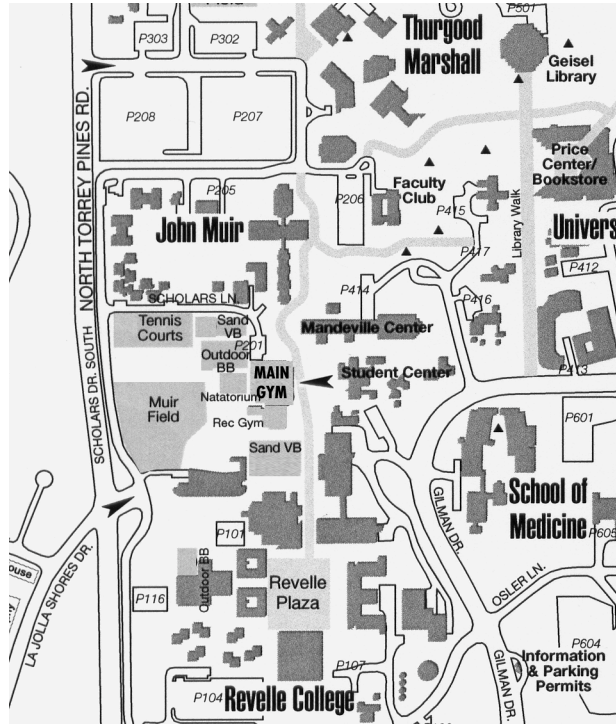 P501
P303
P302
Thurgood
Marshall
Geisel
Library
P208
P207
NORTH TORREY PINES RD.
Price
Center/
Bookstore
P205
P206
Faculty
Club
P415
Library Walk
John Muir
Univers
P417
P412
P414
SCHOLARS LN.
P416
Tennis
Courts
Sand
VB
Mandeville Center
P201
Outdoor
BB
MAIN
GYM
Student Center
P413
Natatorium
Muir
Field
Rec Gym
P601
SCHOLARS DR. SOUTH
Sand VB
School of
Medicine
GILMAN DR.
P101
P605
Outdoor BB
ouse
Revelle
Plaza
OSLER LN.
P116
LA JOLLA SHORES DR.
P604
Information
& Parking
Permits
P107
P104
Revelle College
GILMAN DR.